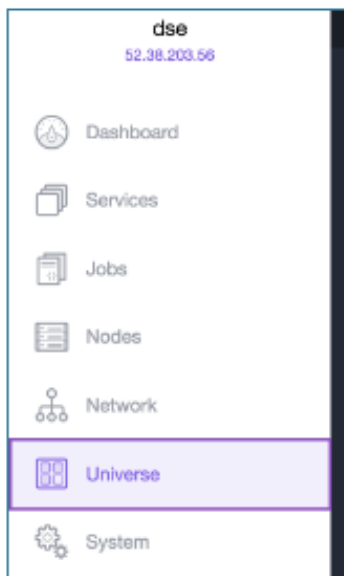 dse
52.38.203.56
Dashboard
Services
Jobs
Nodes
Network
Universe
System